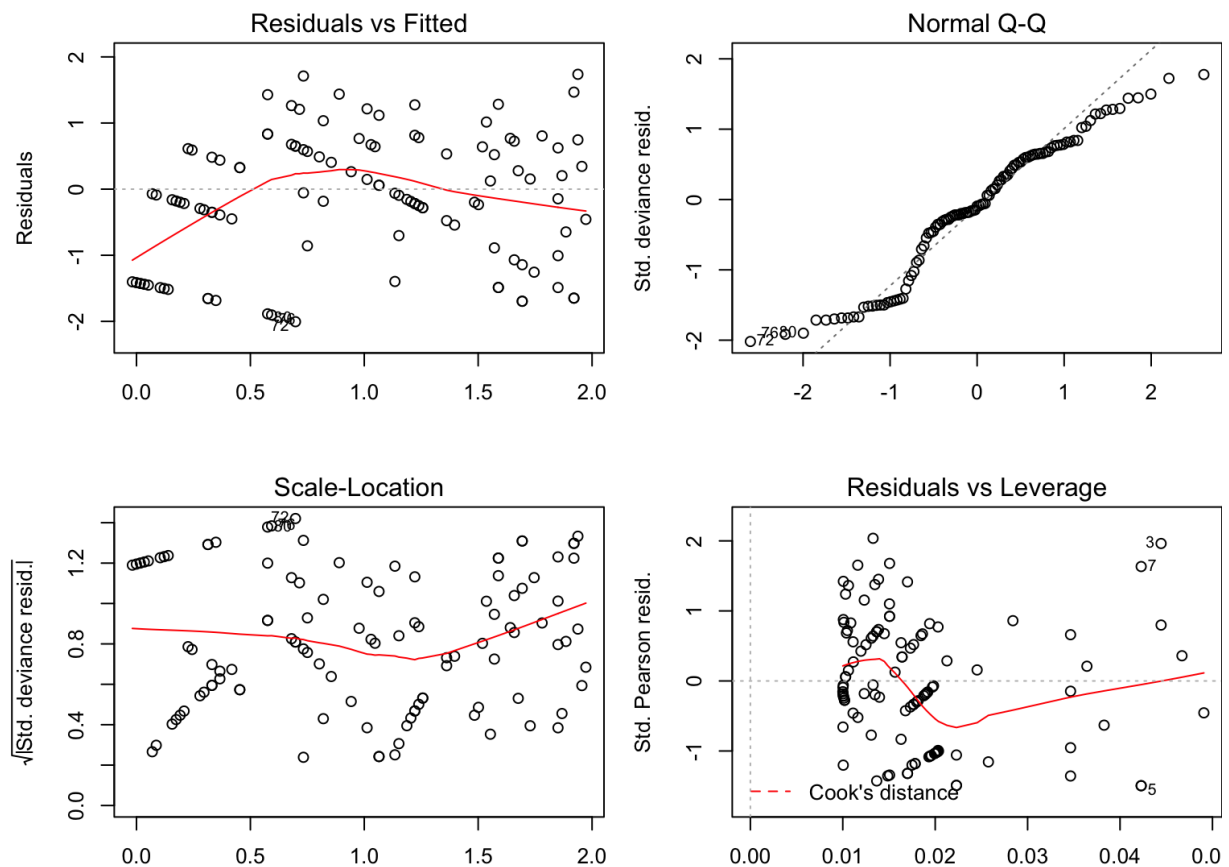 Residuals vs Fitted
Residuals
2
1
0
-1
-2
72
0.0 0.5 1.0 1.5 2.0
Normal Q-Q
Std. deviance resid.
2
1
0
-1
-2
7680
72
-2 -1 0 1 2
Scale-Location
√|Std. deviance resid.|
1.2
0.8
0.4
0.0
72
0.0 0.5 1.0 1.5 2.0
Residuals vs Leverage
Std. Pearson resid.
2
1
0
-1
3
7
5
Cook's distance
0.00 0.01 0.02 0.03 0.04 0.0